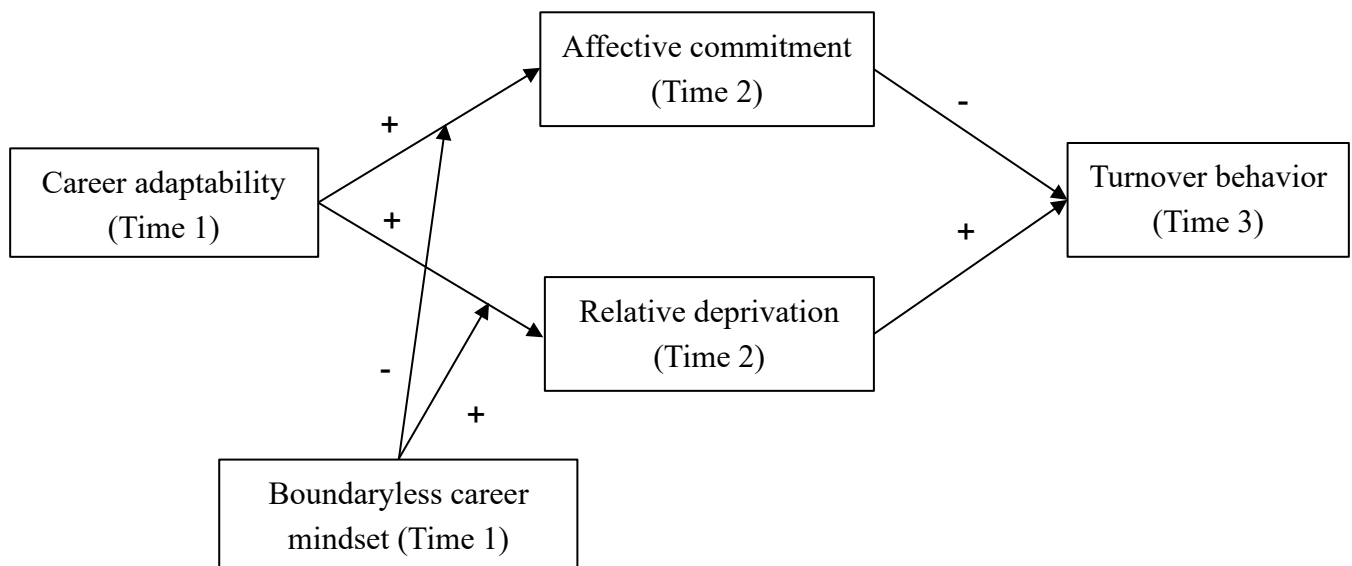 Affective commitment
(Time 2)
+
-
Career adaptability
(Time 1)
Turnover behavior
(Time 3)
+
+
Relative deprivation
(Time 2)
-
+
Boundaryless career
mindset (Time 1)